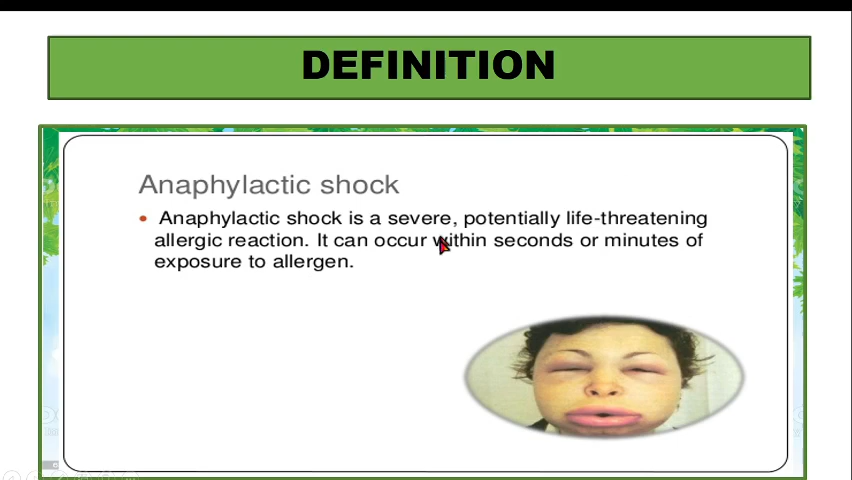 DEFINITION
Anaphylactic shock
• Anaphylactic shock is a severe, potentially life-threatening
allergic reaction. It can occur within seconds or minutes of
exposure to allergen.